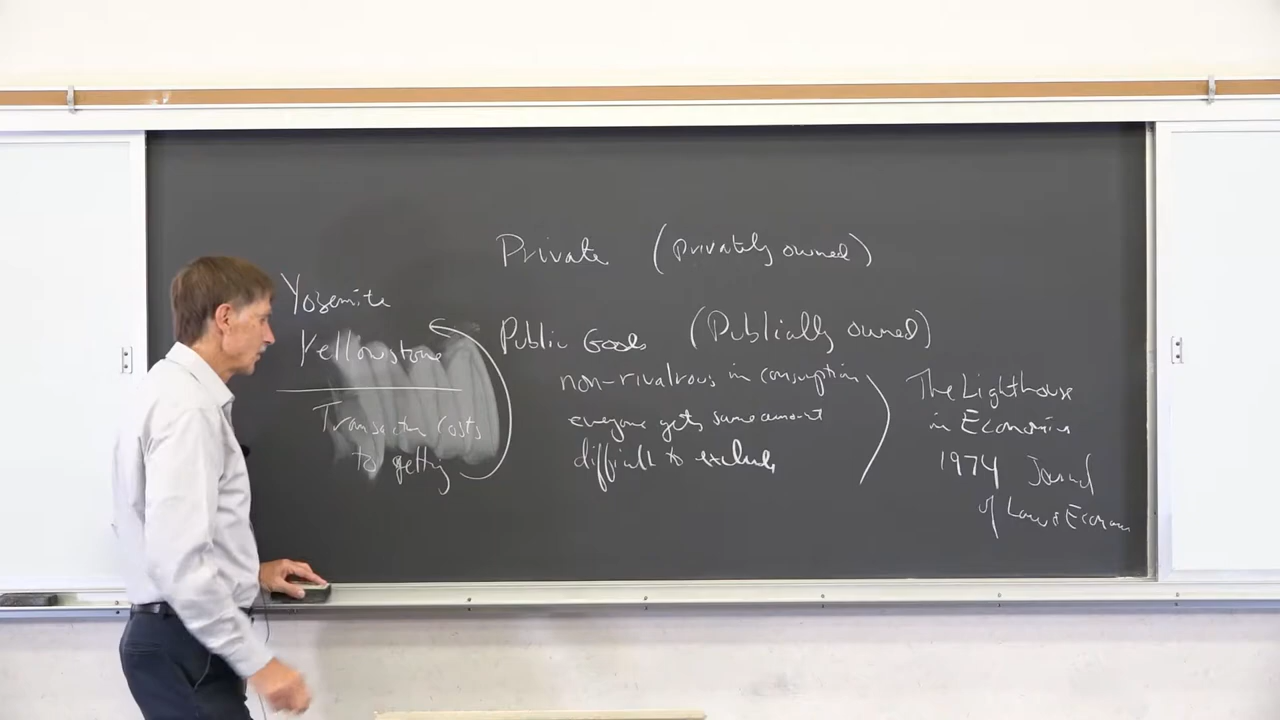 Private (Privately owned)
Yosemite
Yellowstone
Transaction costs
to getting
Public Goods (Publically owned)
non-rivalrous in consumption
everyone gets same amount
difficult to exclude
The Lighthouse
in Economics
1974 Journal
of Law & Econom